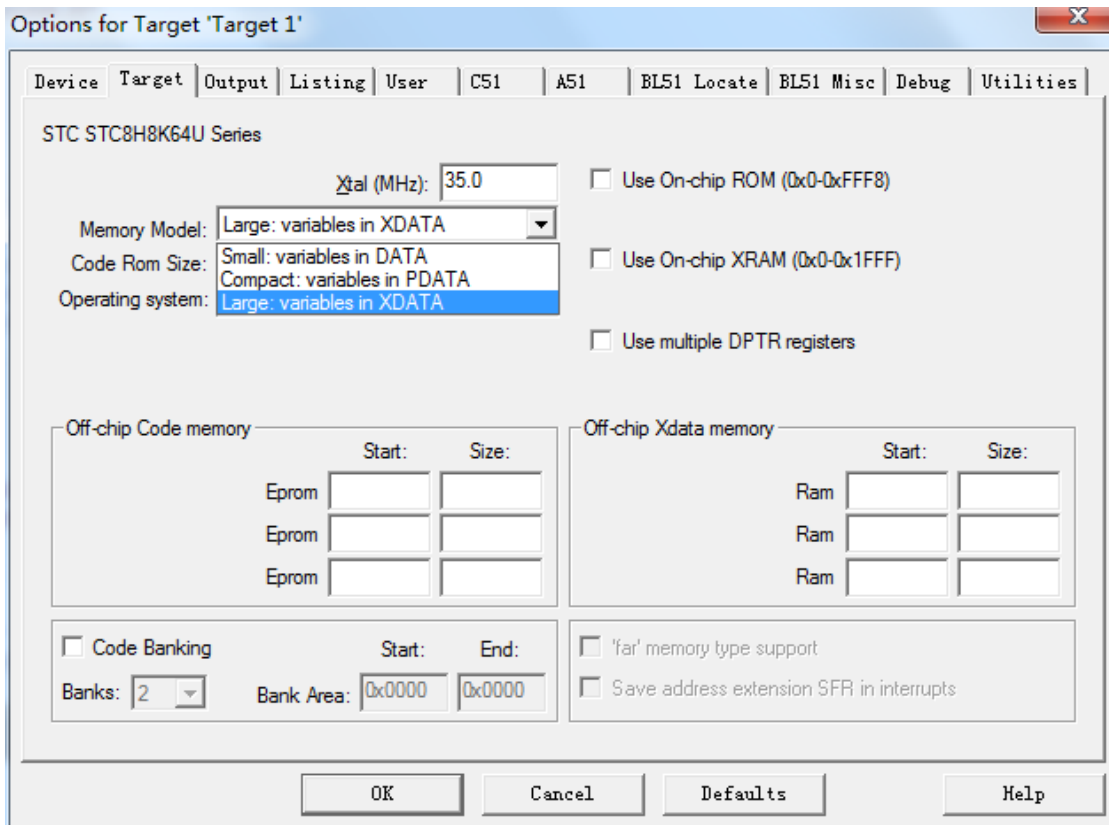 Options for Target 'Target 1'
X
Device Target Output Listing User C51 A51 BL51 Locate BL51 Misc Debug Utilities
STC STC8H8K64U Series
Xtal (MHz): 35.0
Use On-chip ROM (0x0-0xFFF8)
Memory Model: Large: variables in XDATA
Code Rom Size: Small: variables in DATA
Use On-chip XRAM (0x0-0x1FFF)
Compact: variables in PDATA
Operating system: Large: variables in XDATA
Use multiple DPTR registers
Off-chip Code memory
Start: Size:
Eprom
Eprom
Eprom
Off-chip Xdata memory
Start: Size:
Ram
Ram
Ram
Code Banking Start: End:
Banks: 2 Bank Area: 0x0000 0x0000
'far' memory type support
Save address extension SFR in interrupts
OK Cancel Defaults Help